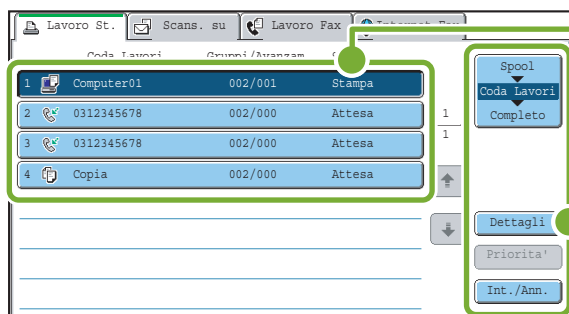 Lavoro St. Scans. su Lavoro Fax Internet Fax
Coda Lavori Gruppi/Avanzam.
1 Computer01 002/001 Stampa
2 0312345678 002/000 Attesa
3 0312345678 002/000 Attesa
4 Copia 002/000 Attesa
1
1
Spool
Coda Lavori
Completo
Dettagli
Priorita'
Int./Ann.